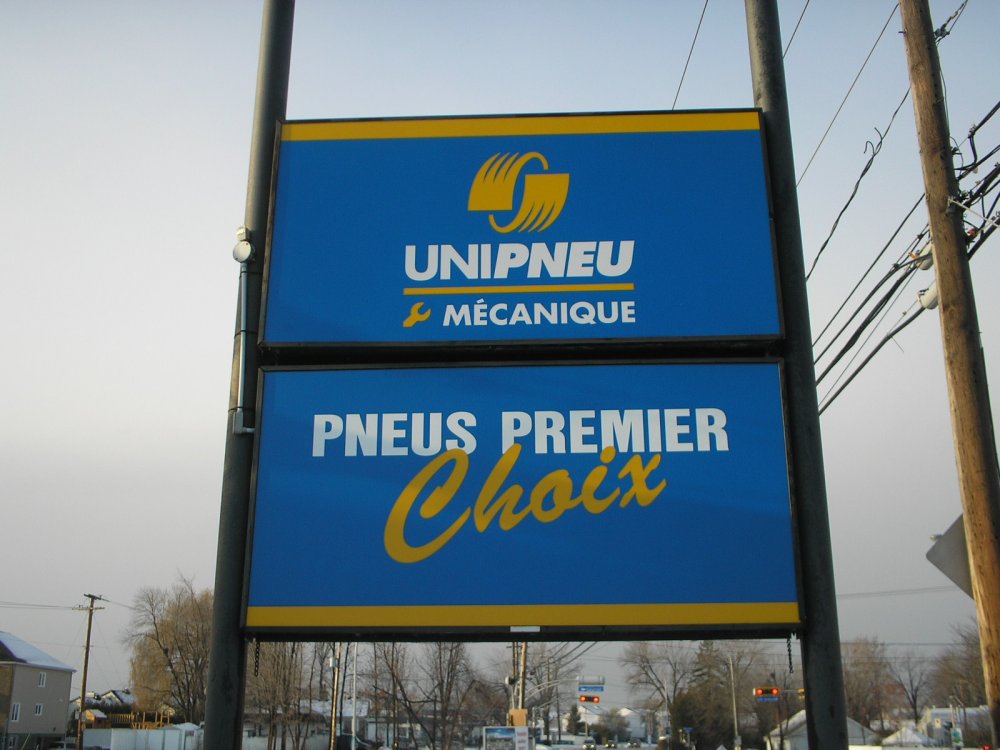 UNIPNEU
MÉCANIQUE
PNEUS PREMIER
Choix